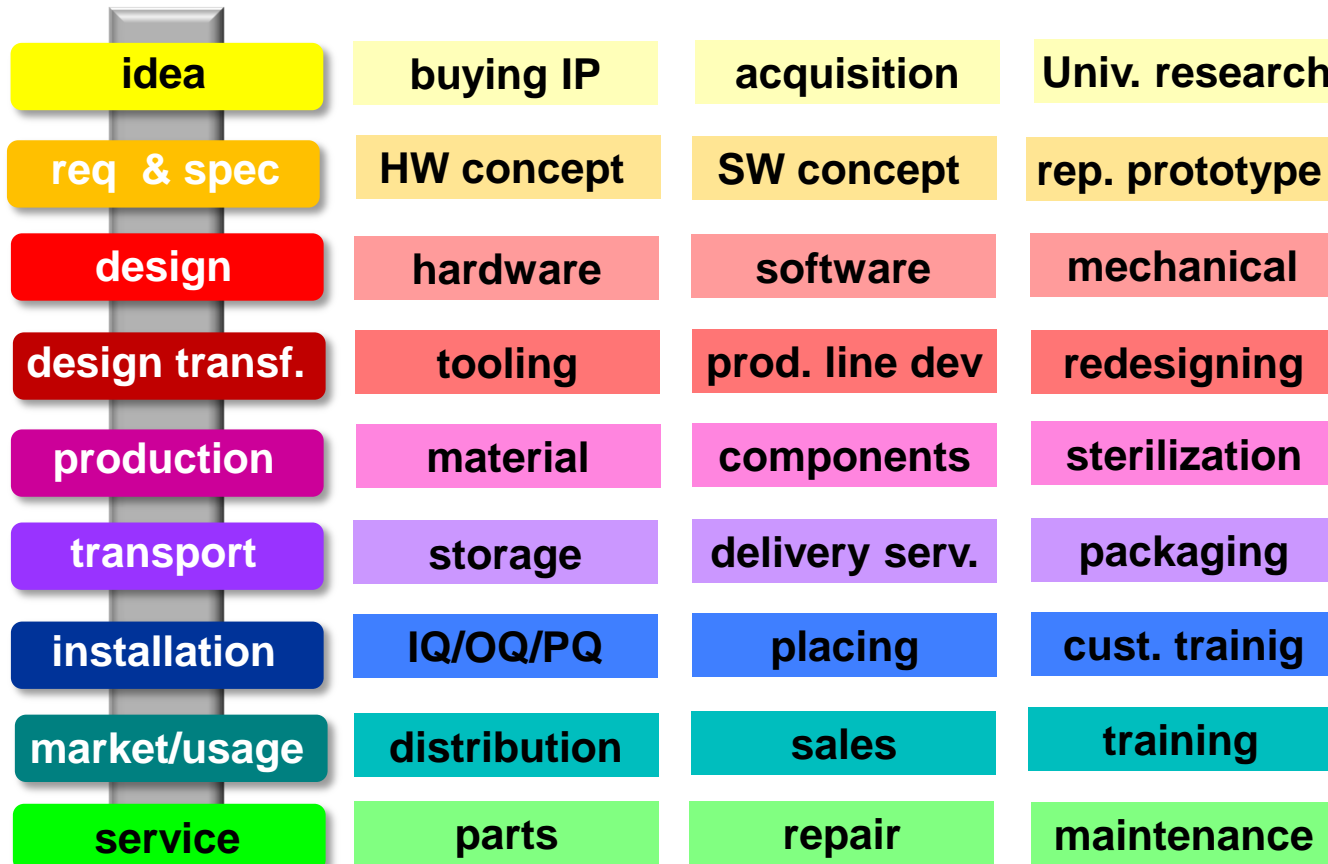 idea buying IP acquisition Univ. research
req & spec HW concept SW concept rep. prototype
design hardware software mechanical
design transf. tooling prod. line dev redesigning
production material components sterilization
transport storage delivery serv. packaging
installation IQ/OQ/PQ placing cust. trainig
market/usage distribution sales training
service parts repair maintenance